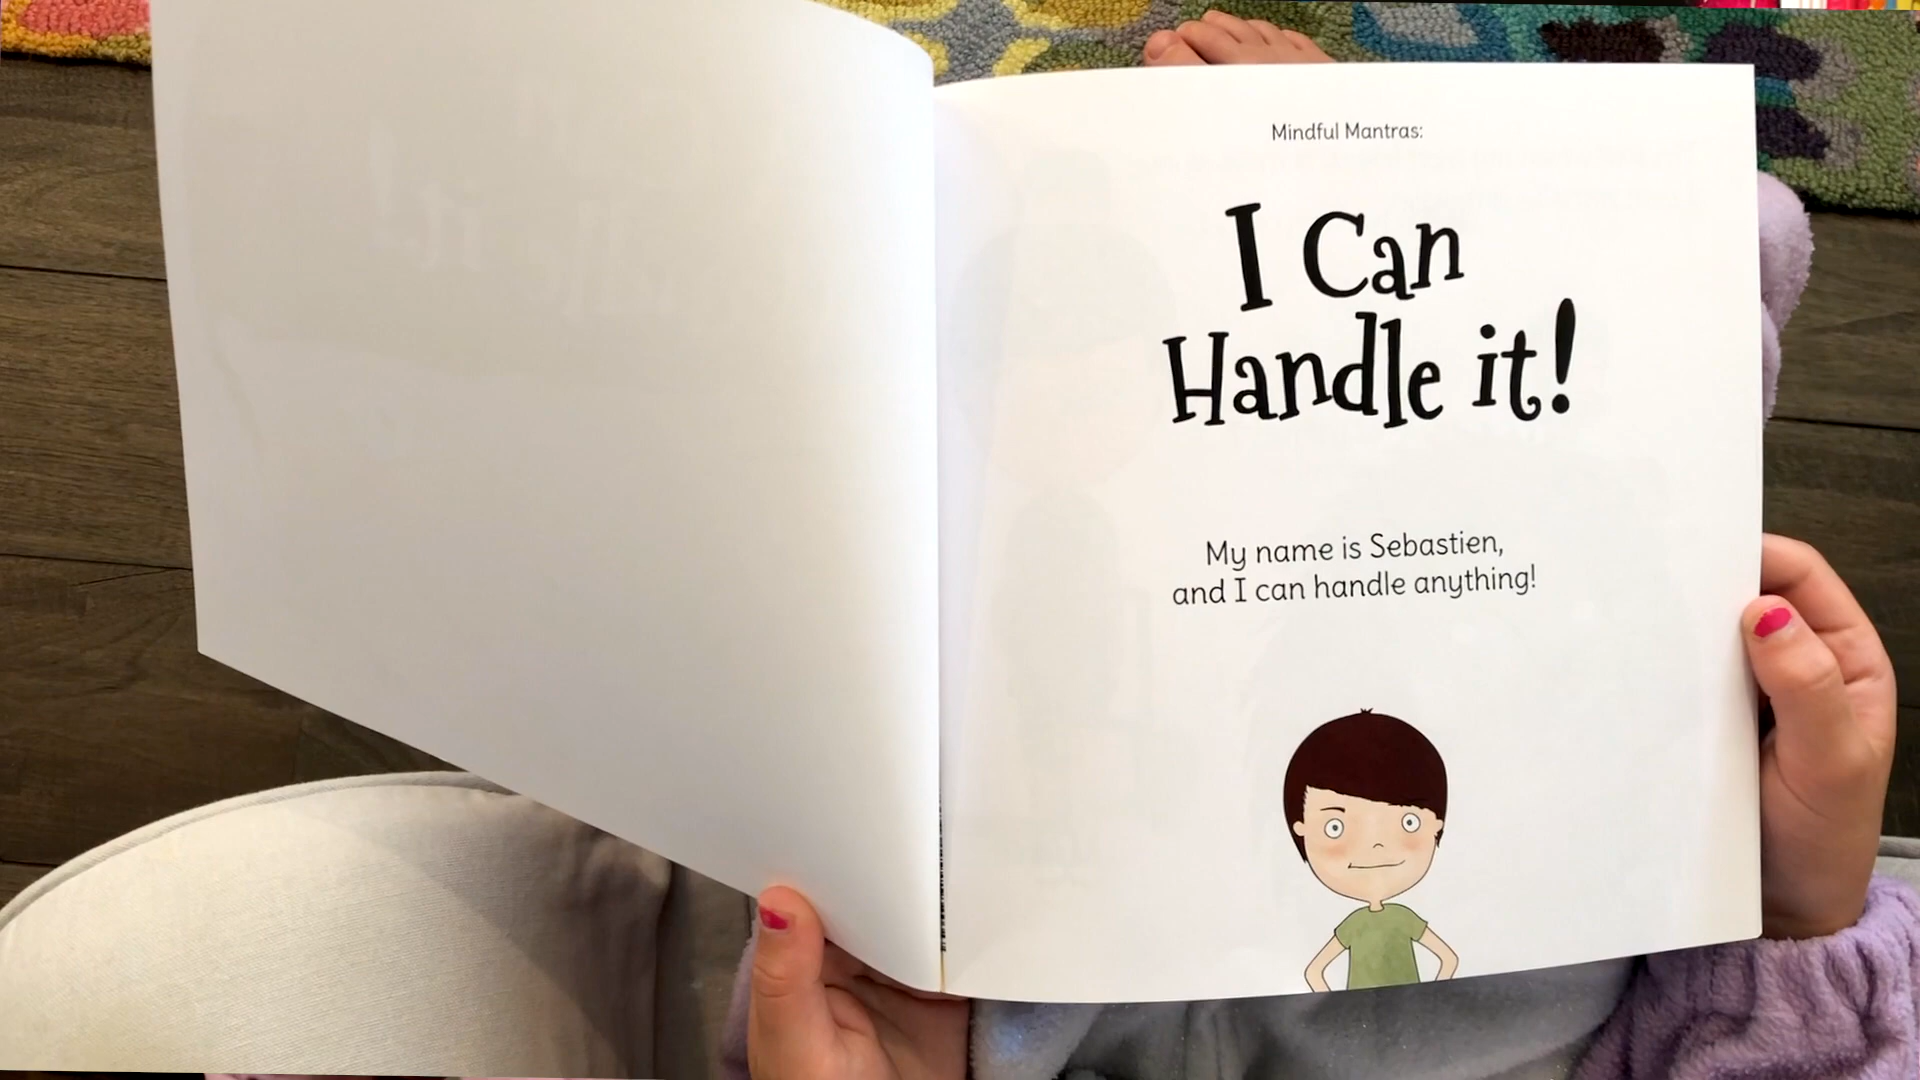 Mindful Mantras:
I Can
Handle it!
My name is Sebastien,
and I can handle anything!